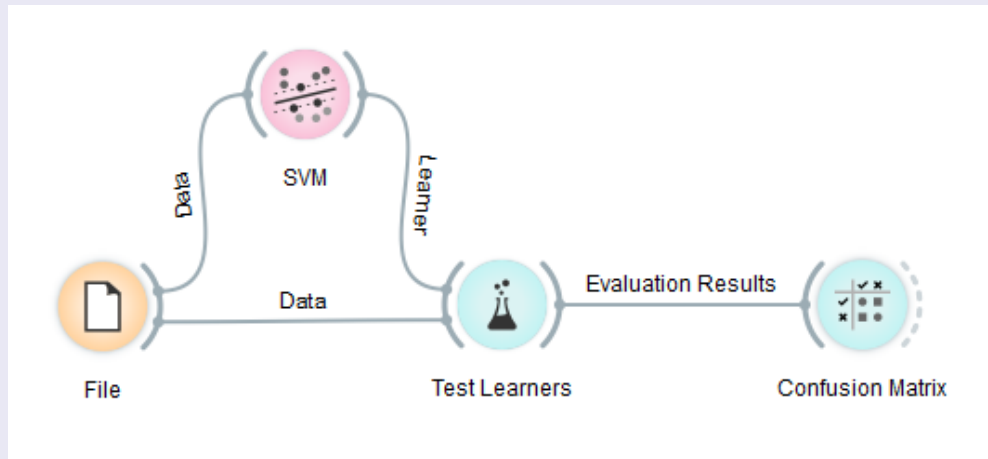 SVM
Data
Learner
Data
Evaluation Results
File
Test Learners
Confusion Matrix